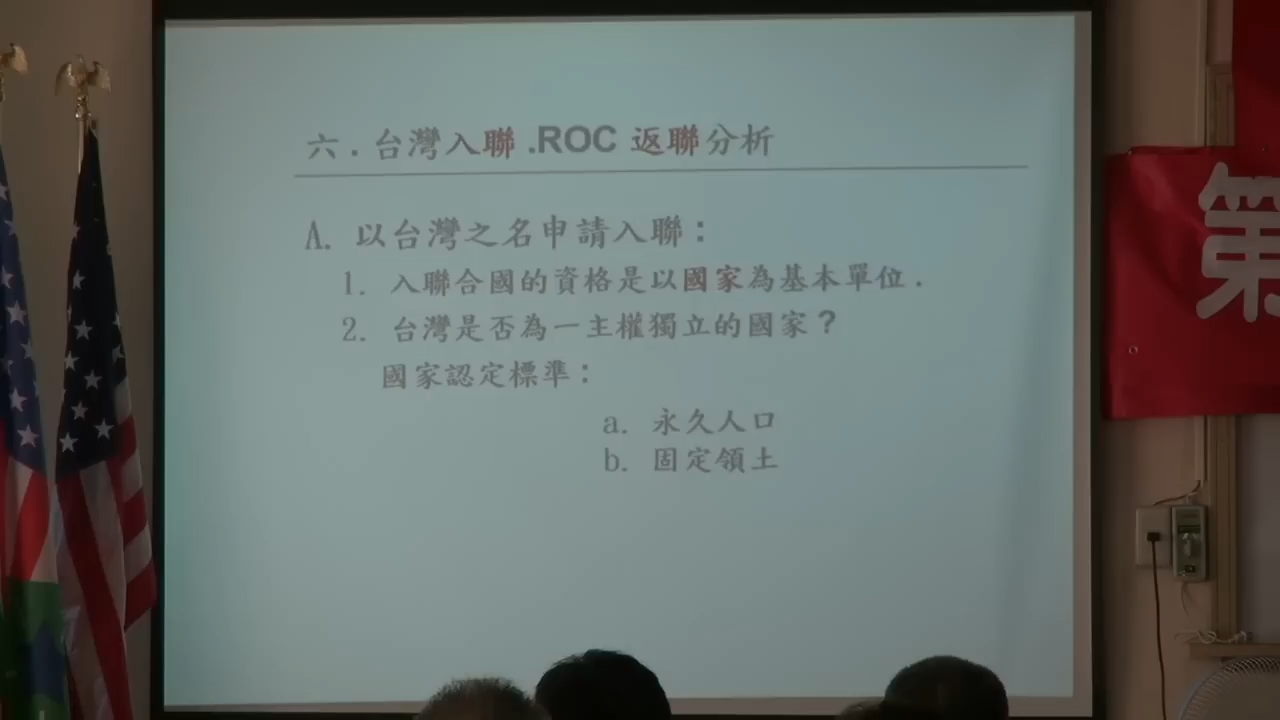 六．台灣入聯 .ROC 返聯分析
A. 以台灣之名申請入聯：
1. 入聯合國的資格是以國家為基本單位．
2. 台灣是否為一主權獨立的國家？
國家認定標準：
a. 永久人口
b. 固定領土
第